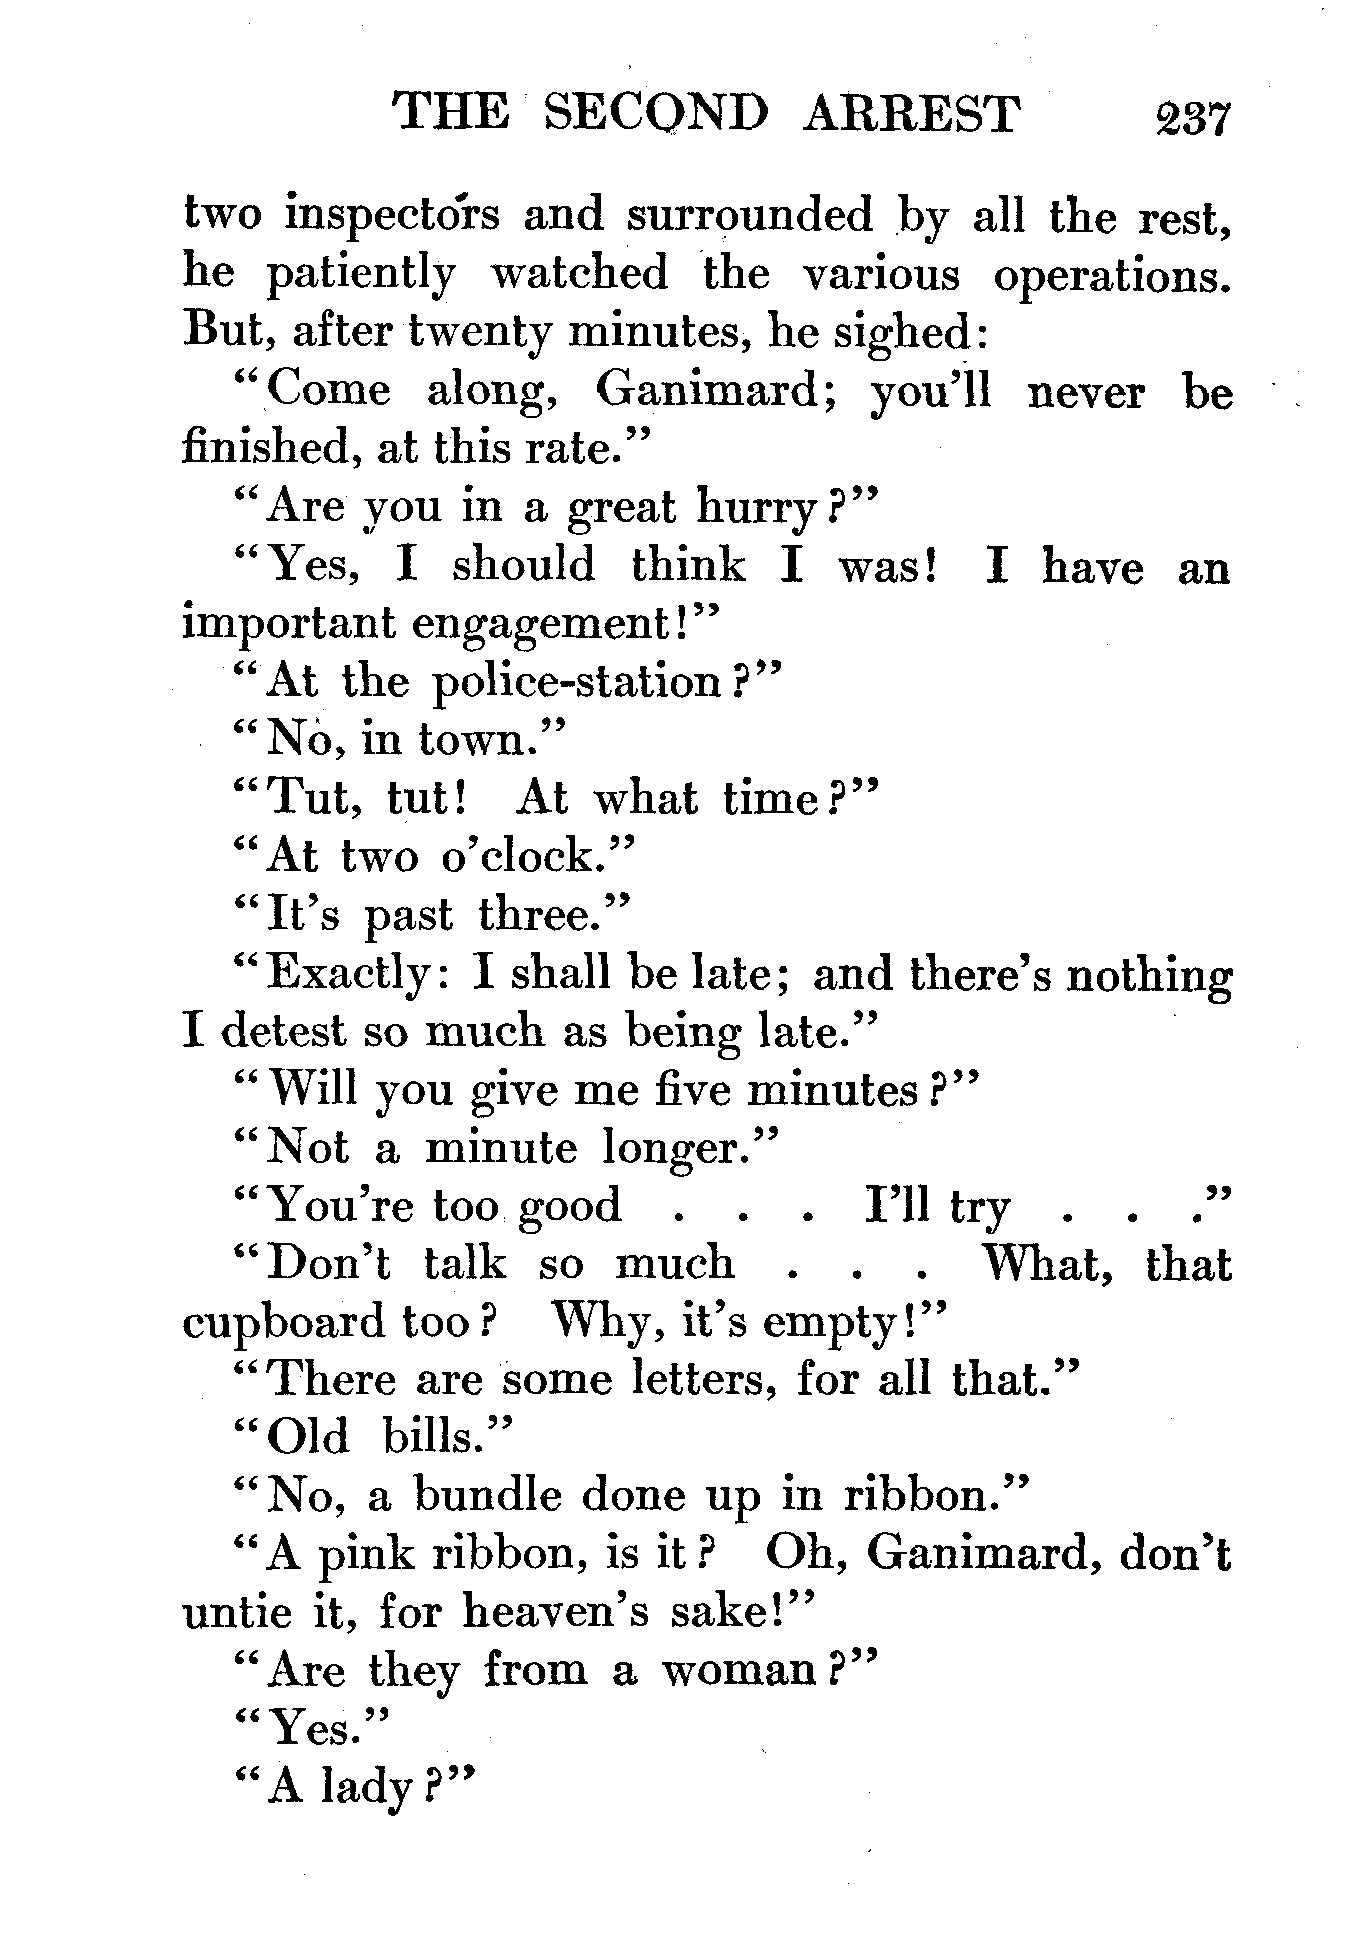 THE SECOND ARREST 237
two inspectors and surrounded by all the rest,
he patiently watched the various operations.
But, after twenty minutes, he sighed:
"Come along, Ganimard; you'll never be
finished, at this rate."
"Are you in a great hurry?"
"Yes, I should think I was! I have an
important engagement!"
"At the police-station?"
"No, in town."
"Tut, tut! At what time?"
"At two o'clock."
"It's past three."
"Exactly: I shall be late; and there's nothing
I detest so much as being late."
"Will you give me five minutes?"
"Not a minute longer."
"You're too good . . . I'll try . . ."
"Don't talk so much . . . What, that
cupboard too? Why, it's empty!"
"There are some letters, for all that."
"Old bills."
"No, a bundle done up in ribbon."
"A pink ribbon, is it? Oh, Ganimard, don't
untie it, for heaven's sake!"
"Are they from a woman?"
"Yes."
"A lady?"